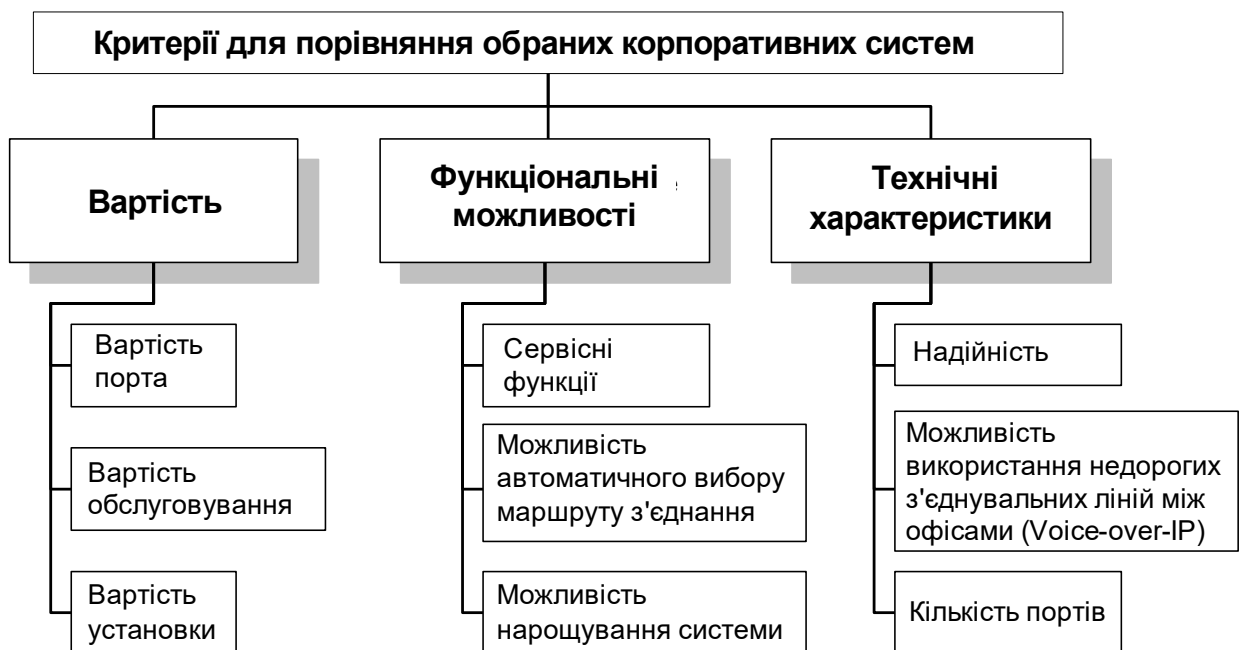 Критерії для порівняння обраних корпоративних систем
Вартість
Функціональні
можливості
Технічні
характеристики
Вартість
порта
Вартість
обслуговування
Вартість
установки
Сервісні
функції
Можливість
автоматичного вибору
маршруту з'єднання
Можливість
нарощування системи
Надійність
Можливість
використання недорогих
з'єднувальних ліній між
офісами (Voice-over-IP)
Кількість портів